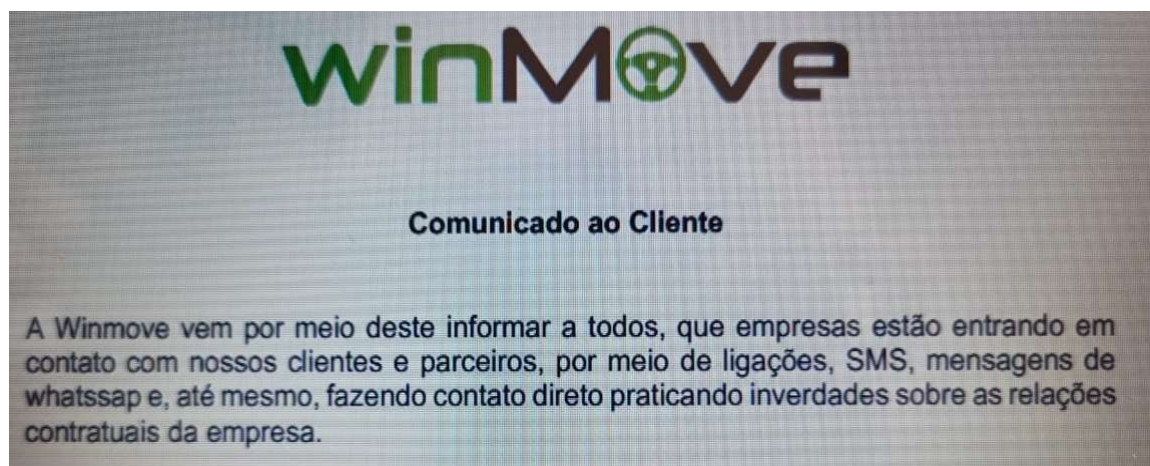 winMove
Comunicado ao Cliente
A Winmove vem por meio deste informar a todos, que empresas estão entrando em
contato com nossos clientes e parceiros, por meio de ligações, SMS, mensagens de
whatssap e, até mesmo, fazendo contato direto praticando inverdades sobre as relações
contratuais da empresa.